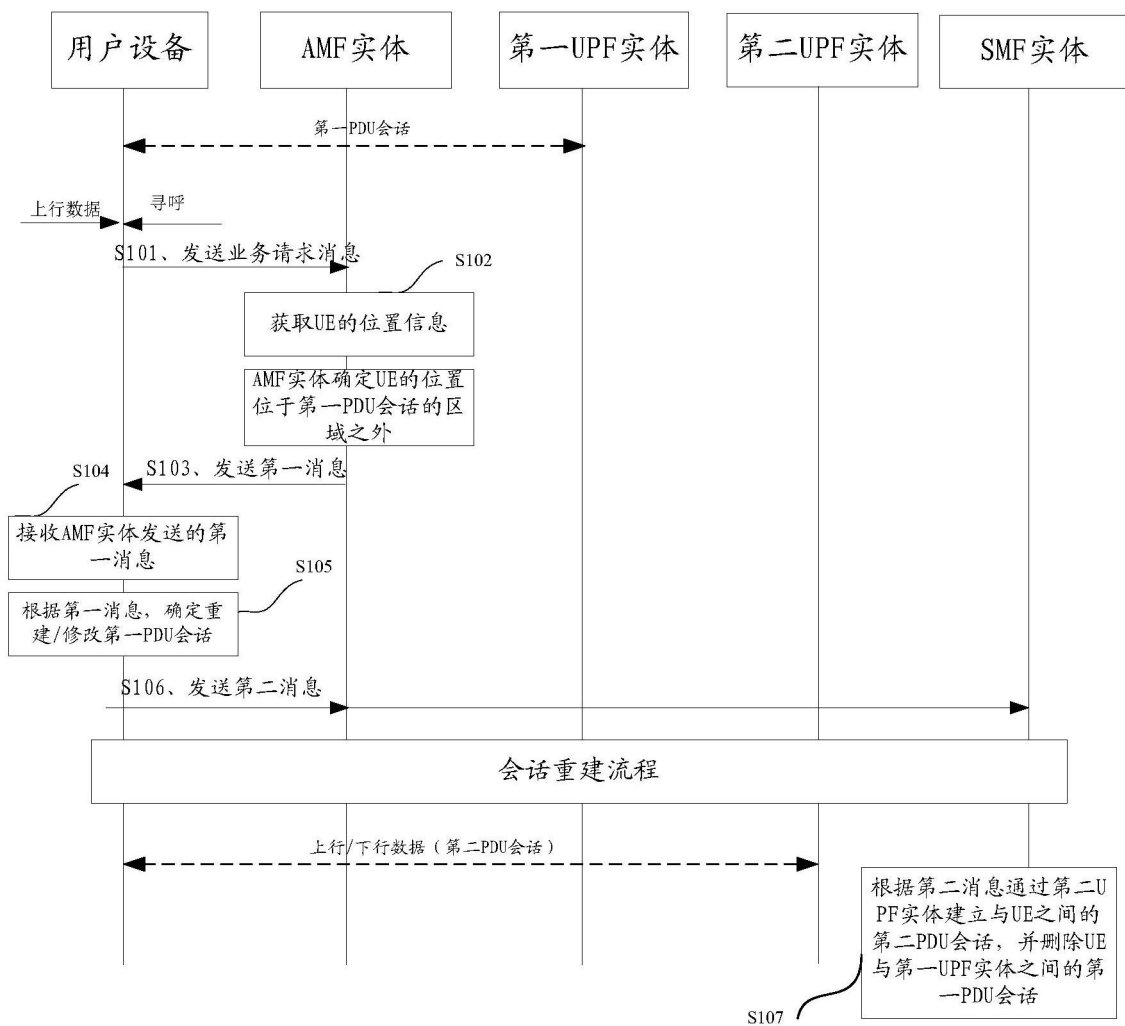 用户设备
AMF实体
第一UPF实体
第二UPF实体
SMF实体
第一PDU会话
上行数据
寻呼
S101、发送业务请求消息
S102
获取UE的位置信息
AMF实体确定UE的位置
位于第一PDU会话的区
域之外
S103、发送第一消息
S104
接收AMF实体发送的第
一消息
S105
根据第一消息,确定重
建/修改第一PDU会话
S106、发送第二消息
会话重建流程
上行/下行数据(第二PDU会话)
根据第二消息通过第二U
PF实体建立与UE之间的
第二PDU会话,并删除UE
与第一UPF实体之间的第
一PDU会话
S107